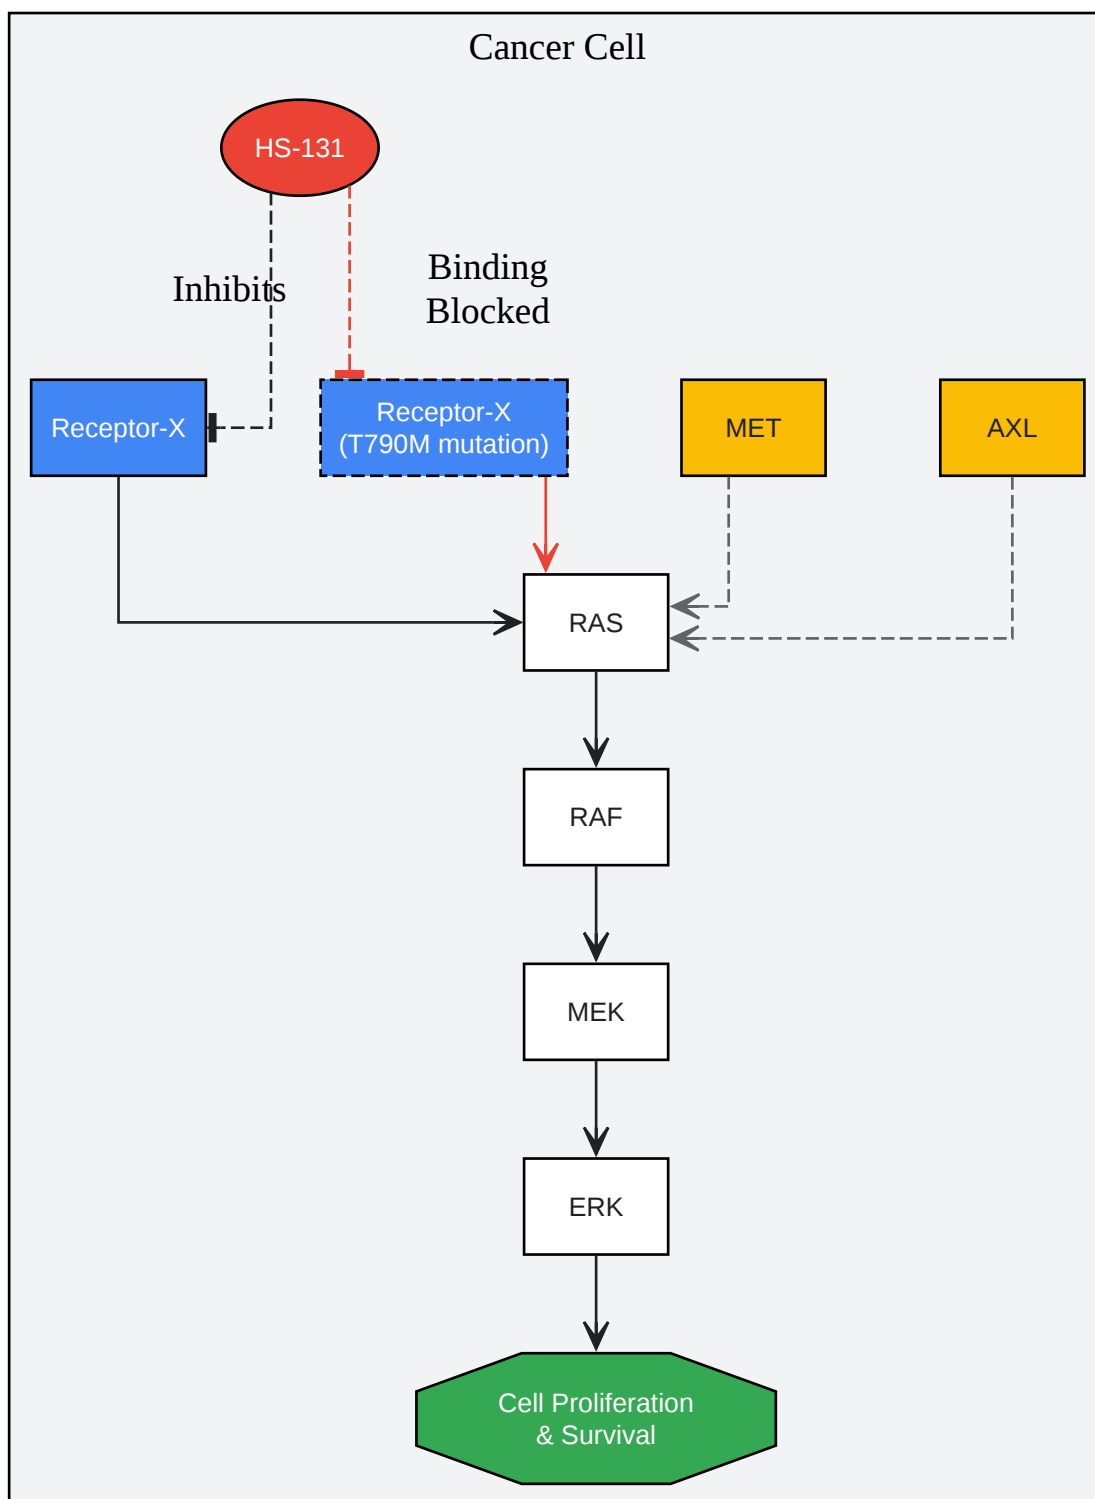 Cancer Cell
HS-131
Inhibits
Binding
Blocked
Receptor-X
Receptor-X
(T790M mutation)
MET
AXL
RAS
RAF
MEK
ERK
Cell Proliferation
& Survival